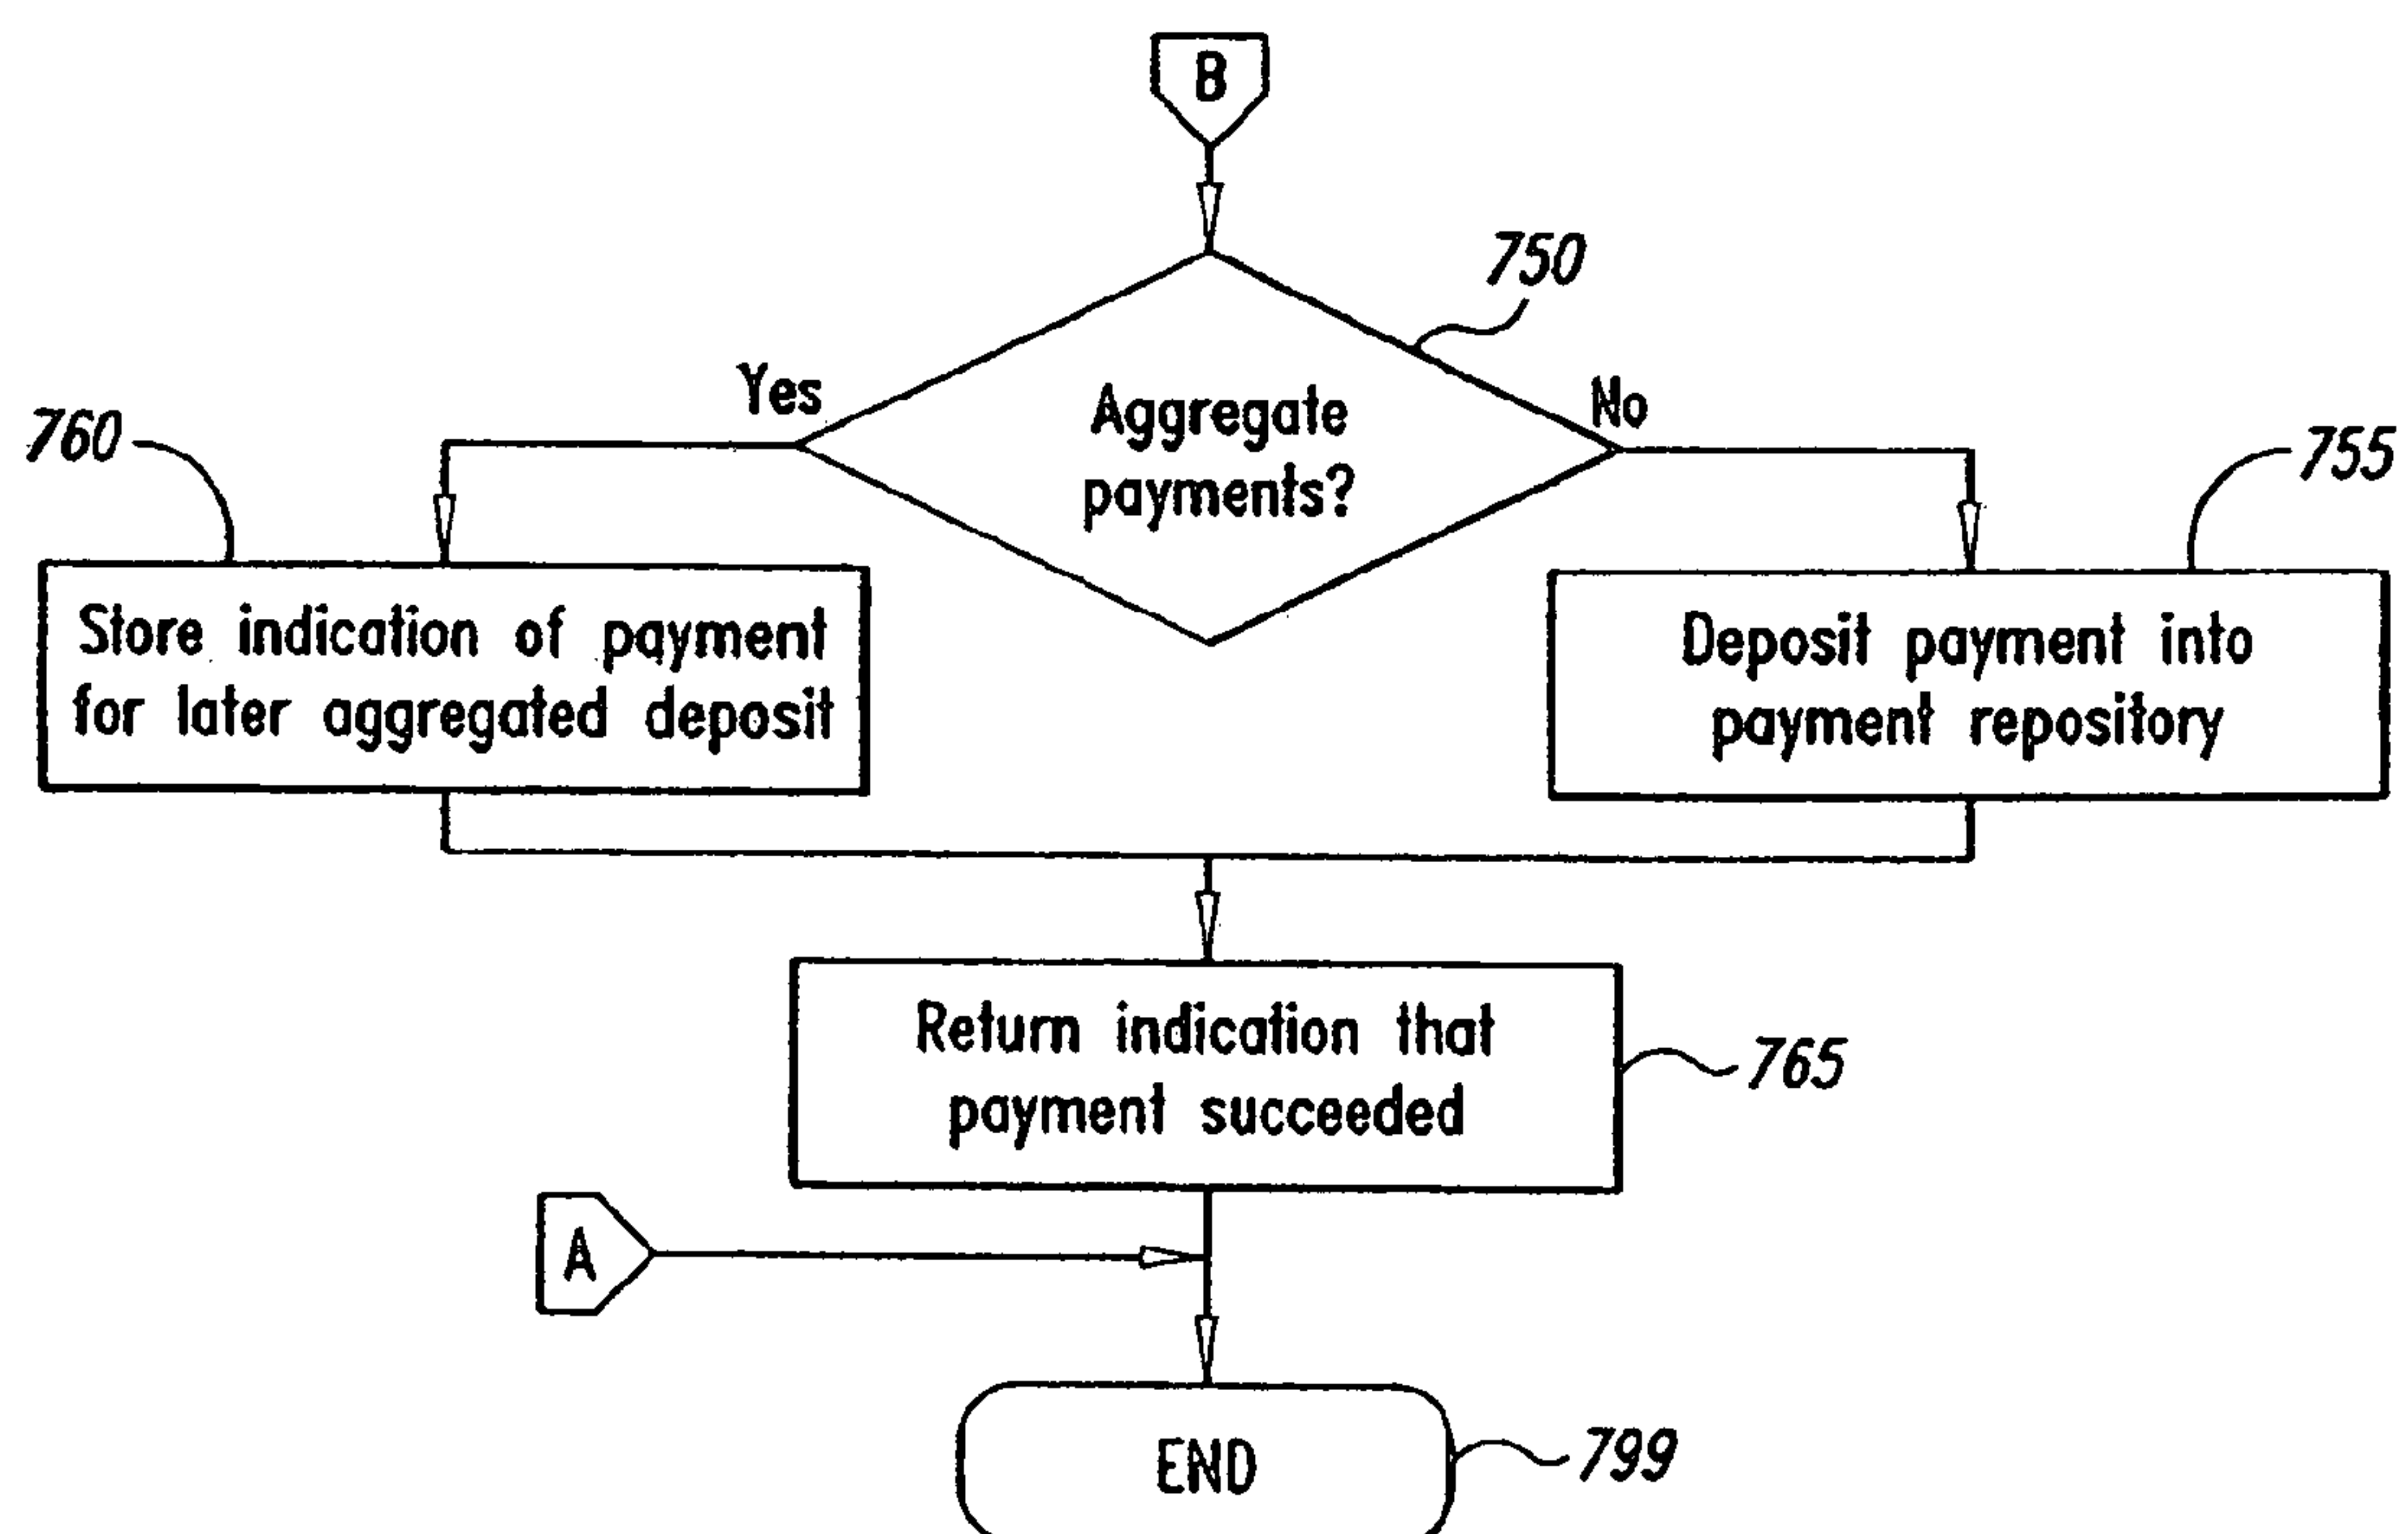 B
750
Aggregate
payments?
Yes
No
760
755
Store indication of payment
for later aggregated deposit
Deposit payment into
payment repository
Return indication that
payment succeeded
765
A
END
799